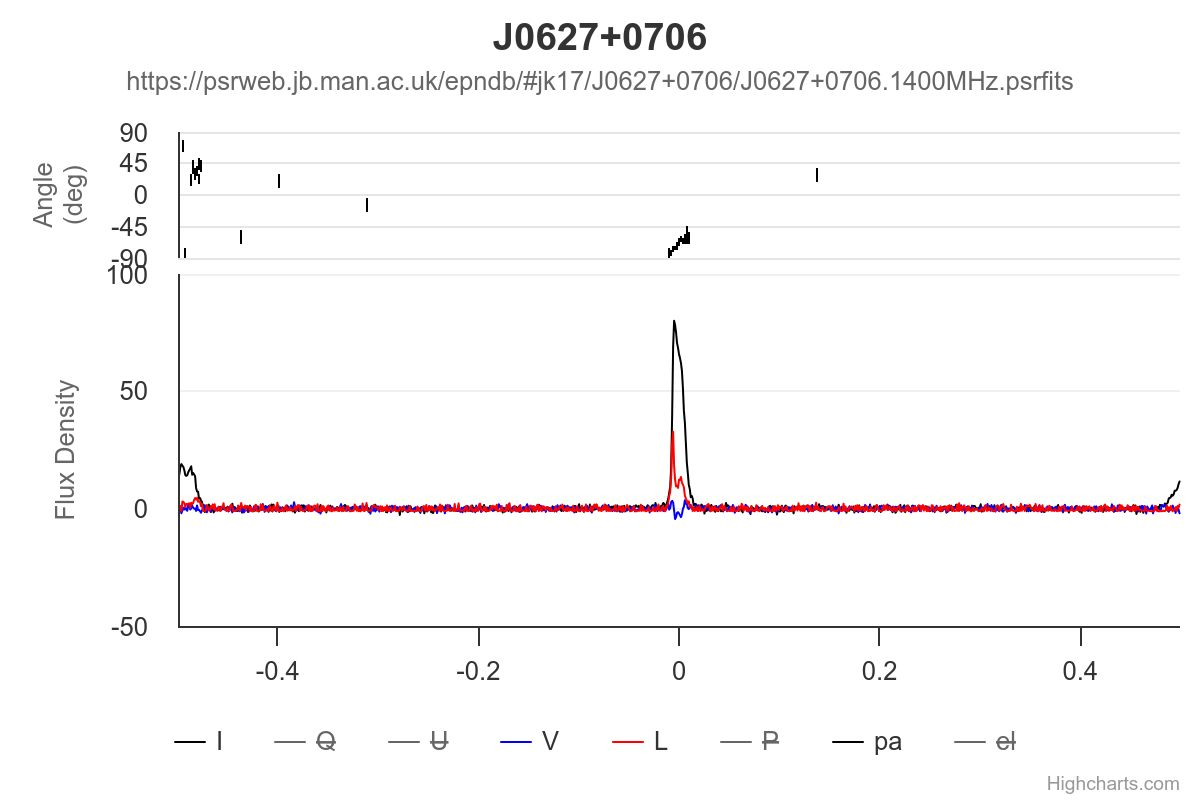 J0627+0706
https://psrweb.jb.man.ac.uk/epndb/#jk17/J0627+0706/J0627+0706.1400MHz.psrfits
Angle
(deg)
90
45
0
-45
-90
Flux Density
100
50
0
-50
-0.4 -0.2 0 0.2 0.4
I Q U V L P pa el
Highcharts.com